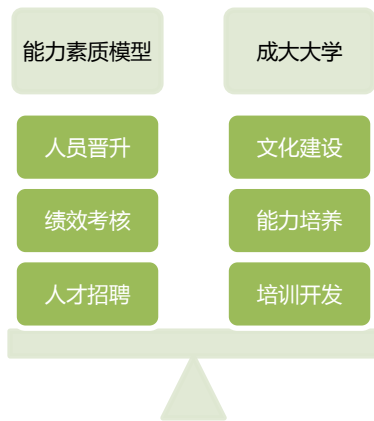 能力素质模型
成大大学
人员晋升
文化建设
绩效考核
能力培养
人才招聘
培训开发